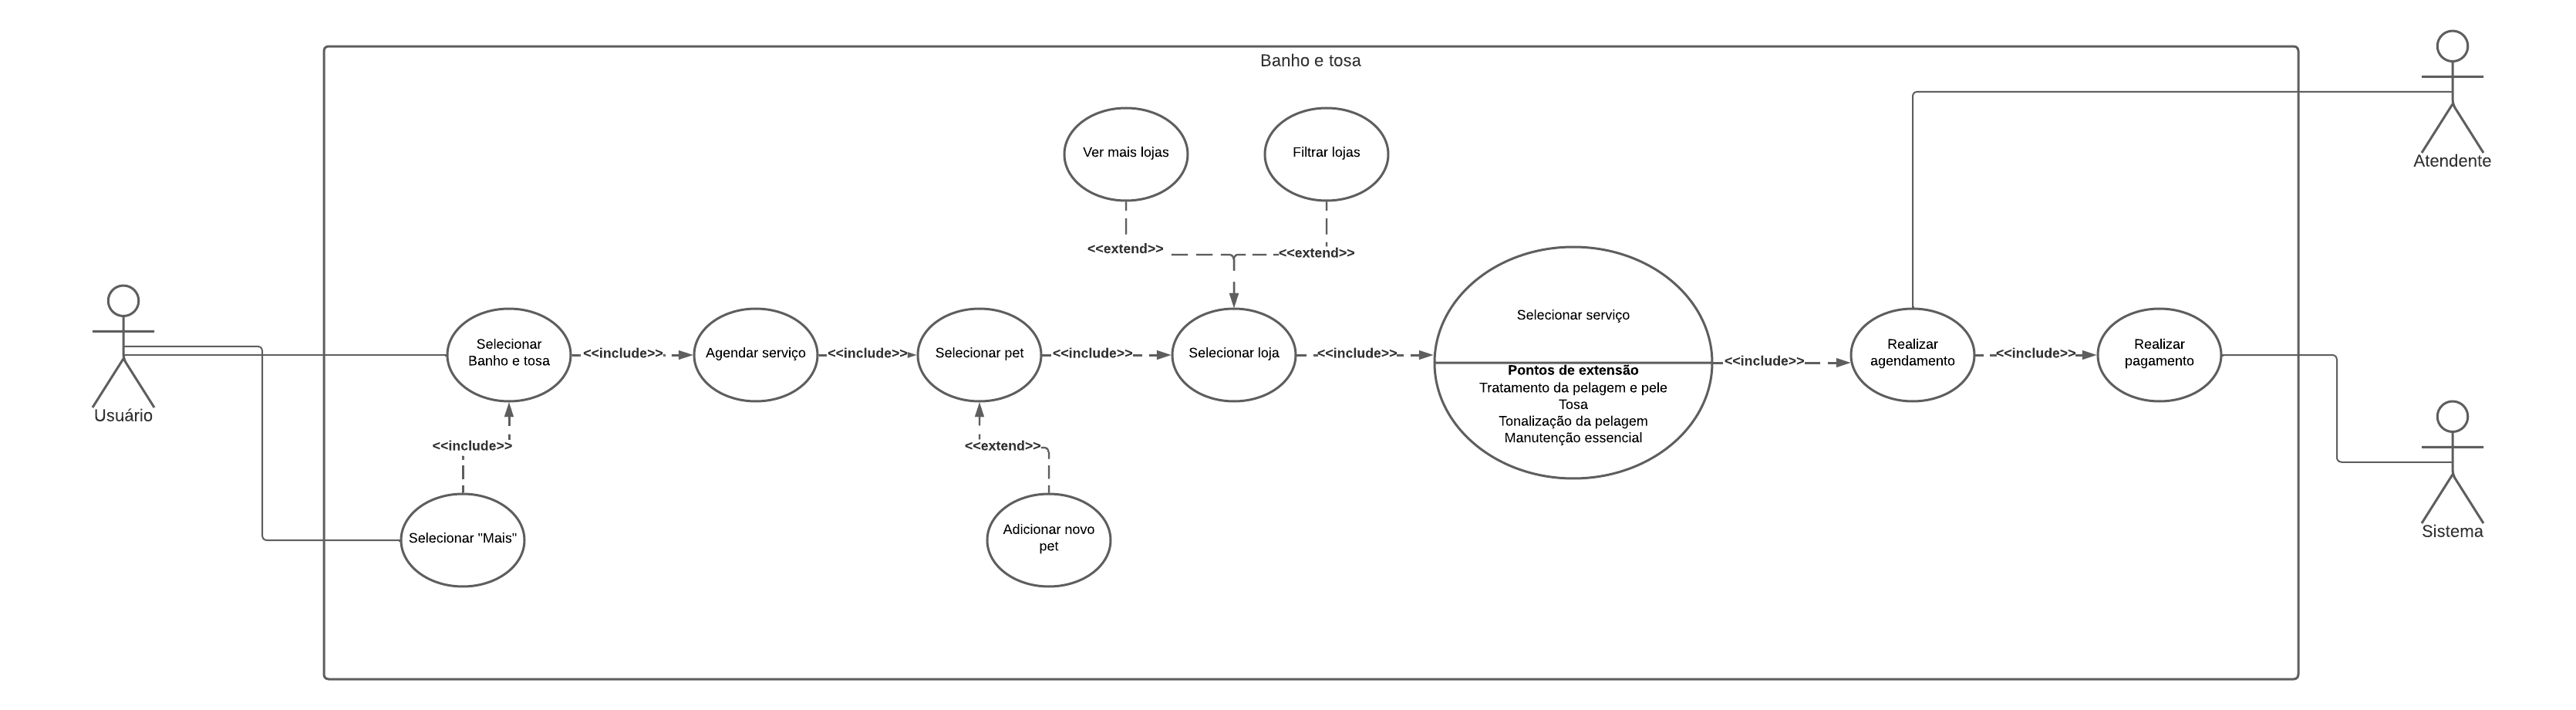 Banho e tosa
Atendente
Ver mais lojas
Filtrar lojas
<<extend>>
<<extend>>
Usuário
Selecionar
Banho e tosa
<<include>>
Agendar serviço
<<include>>
Selecionar pet
<<include>>
Selecionar loja
<<include>>
Selecionar serviço
Pontos de extensão
Tratamento da pelagem e pele
Tosa
Tonalização da pelagem
Manutenção essencial
<<include>>
Realizar
agendamento
<<include>>
Realizar
pagamento
<<include>>
<<extend>>
Selecionar "Mais"
Adicionar novo
pet
Sistema